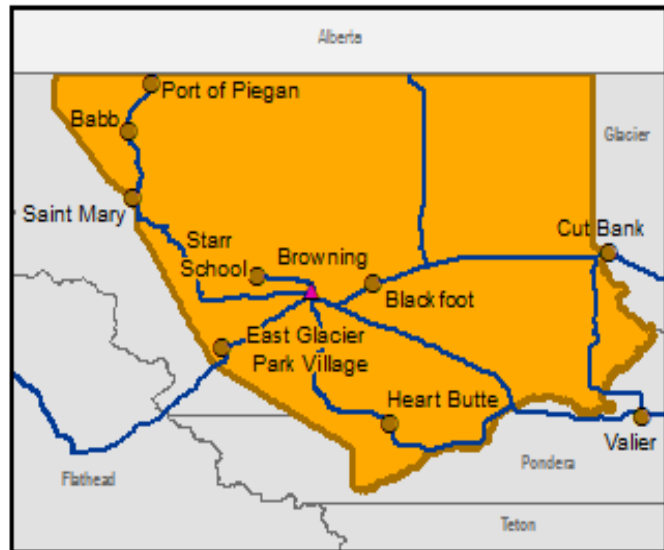 Alberta
Port of Piegan
Babb
Glacier
Saint Mary
Cut Bank
Starr
School
Browning
Blackfoot
East Glacier
Park Village
Heart Butte
Valier
Flathead
Pondera
Teton